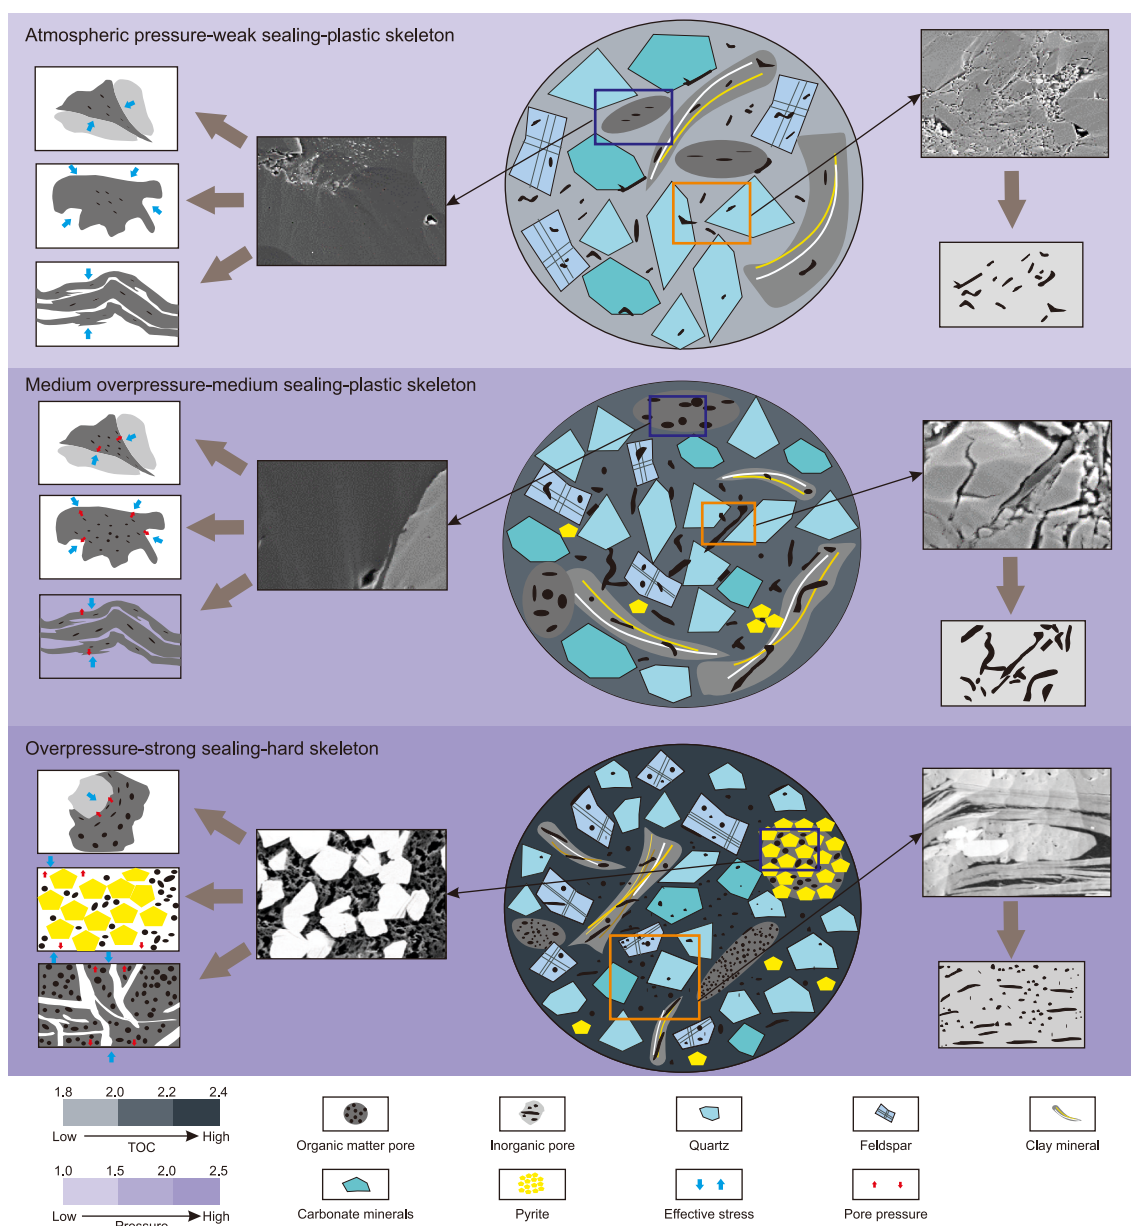 Atmospheric pressure-weak sealing-plastic skeleton
Medium overpressure-medium sealing-plastic skeleton
Overpressure-strong sealing-hard skeleton
1.8 2.0 2.2 2.4
Low High
TOC
Organic matter pore
Inorganic pore
Quartz
Feldspar
Clay mineral
1.0 1.5 2.0 2.5
Low High
Pressure
Carbonate minerals
Pyrite
Effective stress
Pore pressure